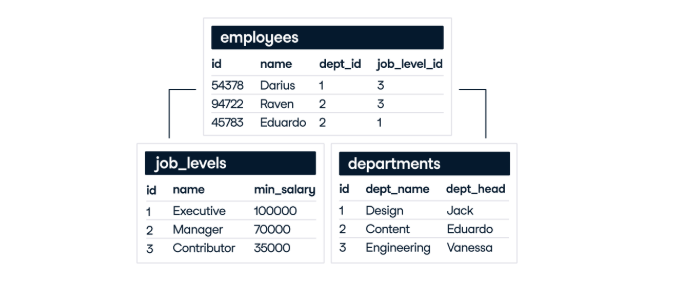 employees
id name dept_id job_level_id
54378 Darius 1 3
94722 Raven 2 3
45783 Eduardo 2 1
job_levels
id name min_salary
1 Executive 100000
2 Manager 70000
3 Contributor 35000
departments
id dept_name dept_head
1 Design Jack
2 Content Eduardo
3 Engineering Vanessa